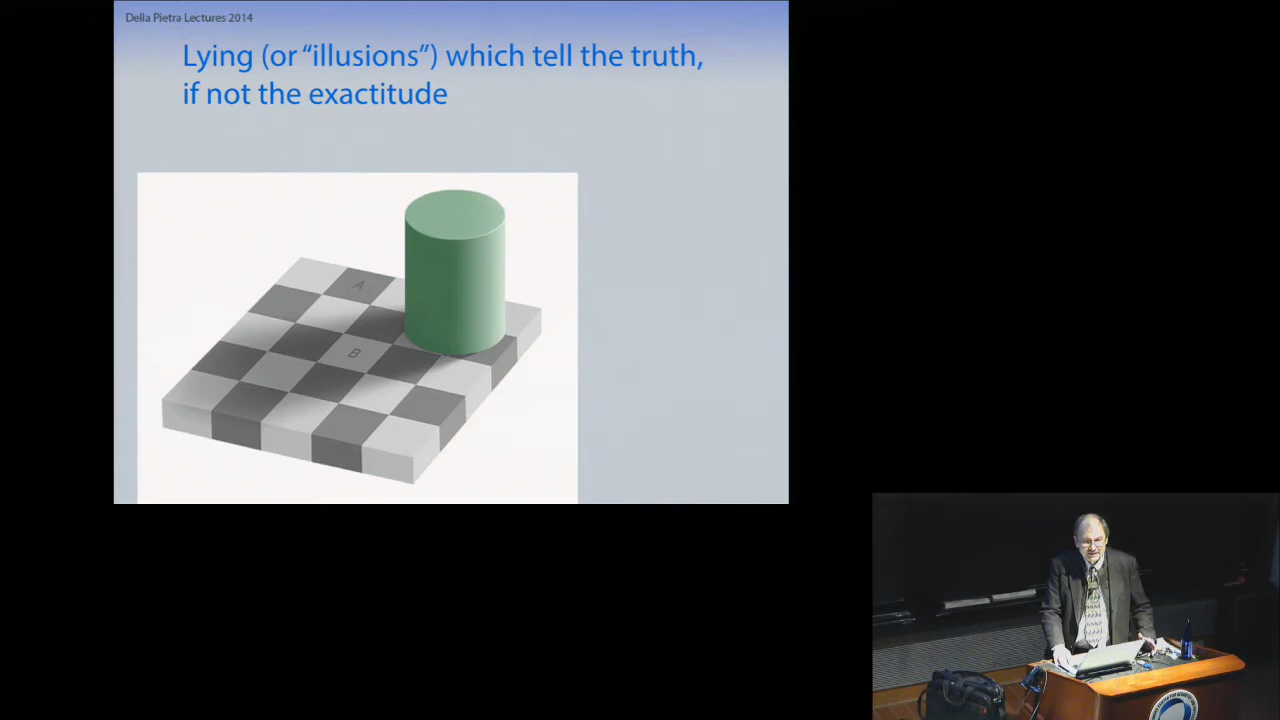 Della Pietra Lectures 2014
Lying (or “illusions”) which tell the truth,
if not the exactitude
A
B